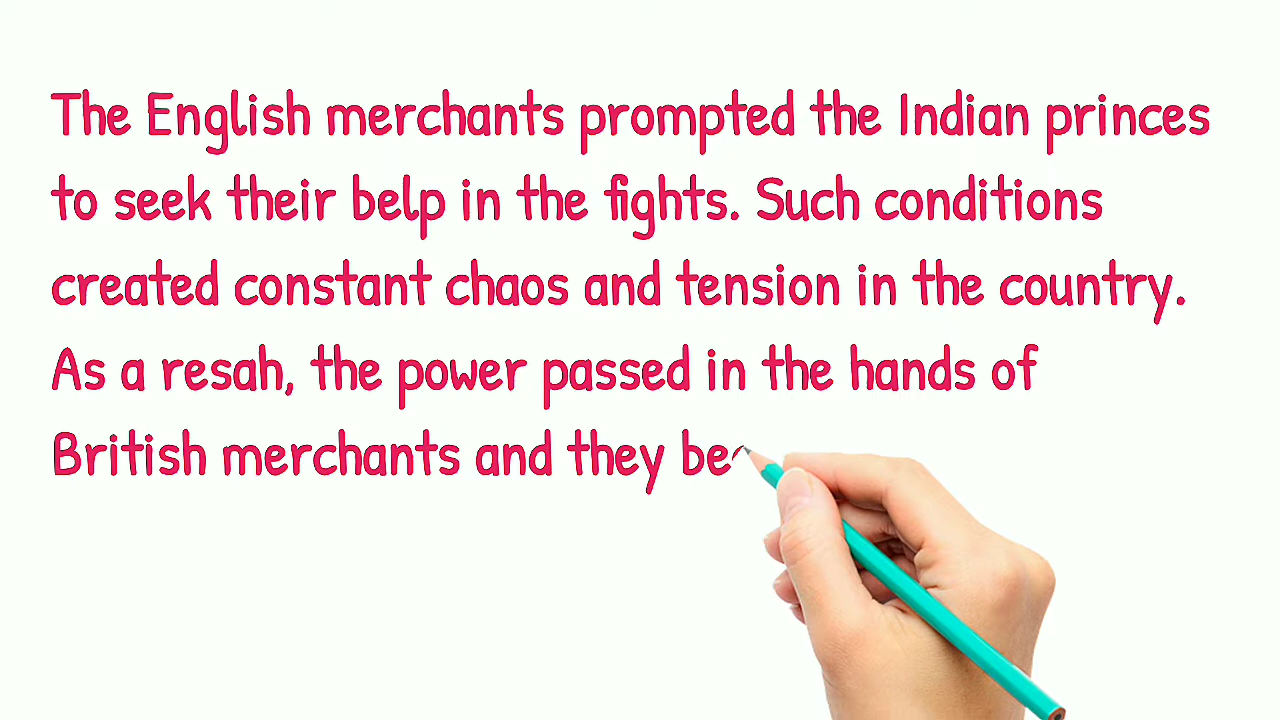 The English merchants prompted the Indian princes
to seek their belp in the fights. Such conditions
created constant chaos and tension in the country.
As a resah, the power passed in the hands of
British merchants and they be